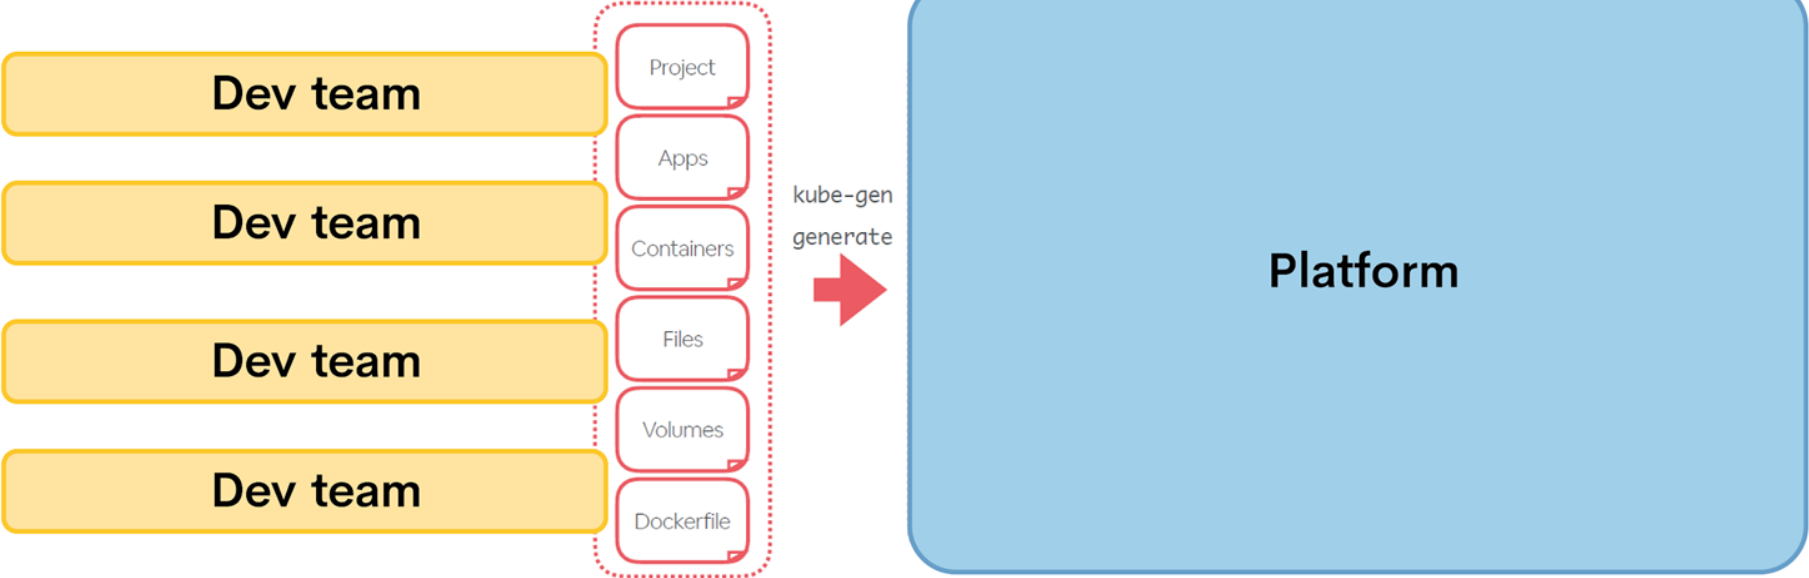 Dev team
Dev team
Dev team
Dev team
Project
Apps
Containers
Files
Volumes
Dockerfile
kube-gen
generate
Platform